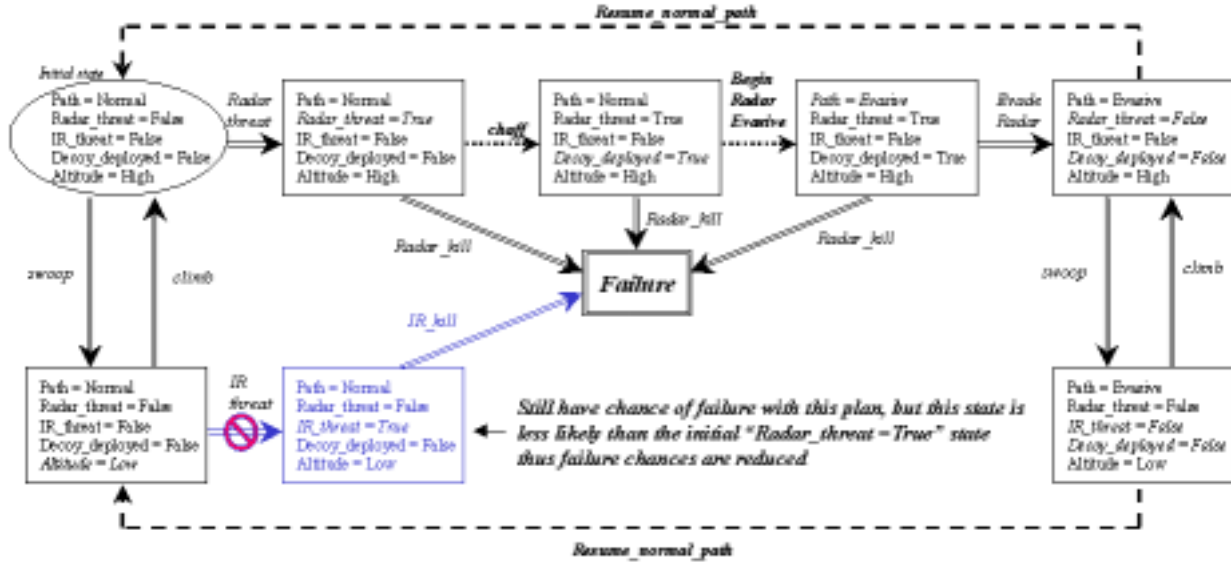 Resume_normal_path
Initial state
Path = Normal
Radar_threat = False
IR_threat = False
Decoy_deployed = False
Altitude = High
Radar
threat
Path = Normal
Radar_threat = True
IR_threat = False
Decoy_deployed = False
Altitude = High
chaff
Path = Normal
Radar_threat = True
IR_threat = False
Decoy_deployed = True
Altitude = High
Begin
Radar
Evasive
Path = Evasive
Radar_threat = True
IR_threat = False
Decoy_deployed = True
Altitude = High
Evade
Radar
Path = Evasive
Radar_threat = False
IR_threat = False
Decoy_deployed = False
Altitude = High
Radar_kill
Radar_kill
Radar_kill
swoop
climb
Failure
swoop
climb
IR_kill
Path = Normal
Radar_threat = False
IR_threat = False
Decoy_deployed = False
Altitude = Low
IR
threat
Path = Normal
Radar_threat = False
IR_threat = True
Decoy_deployed = False
Altitude = Low
Still have chance of failure with this plan, but this state is
less likely than the initial “Radar_threat = True” state
thus failure chances are reduced
Path = Evasive
Radar_threat = False
IR_threat = False
Decoy_deployed = False
Altitude = Low
Resume_normal_path